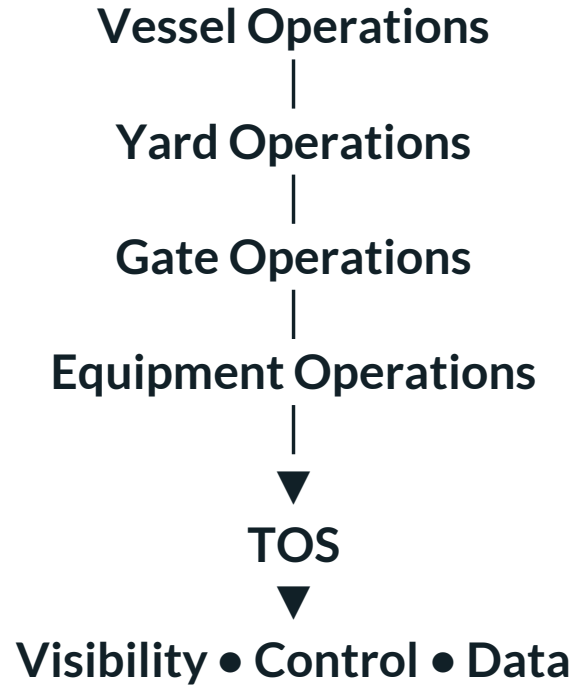 Vessel Operations
Yard Operations
Gate Operations
Equipment Operations
TOS
Visibility ● Control ● Data